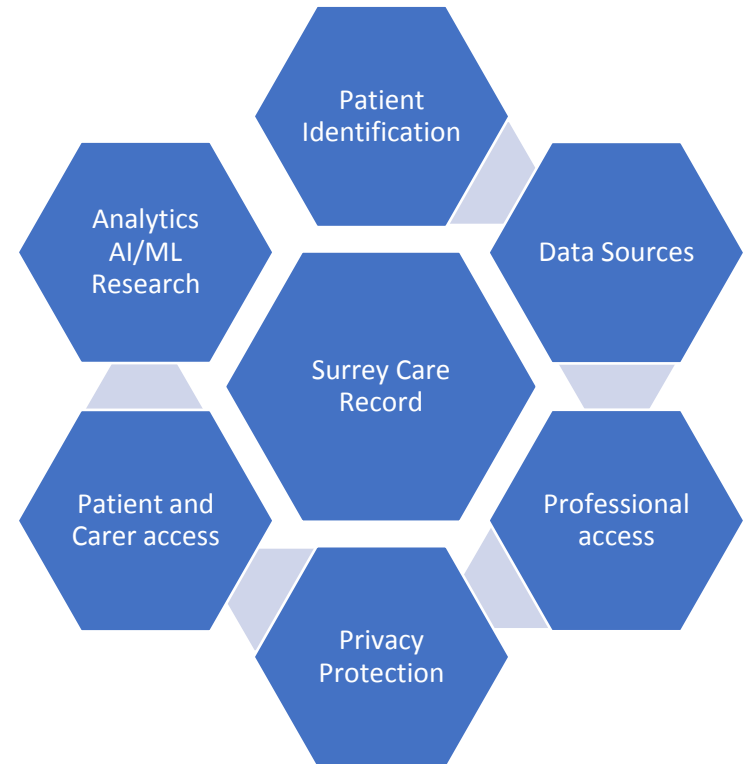 Patient
Identification
Analytics
AI/ML
Research
Data Sources
Surrey Care
Record
Patient and
Carer access
Professional
access
Privacy
Protection